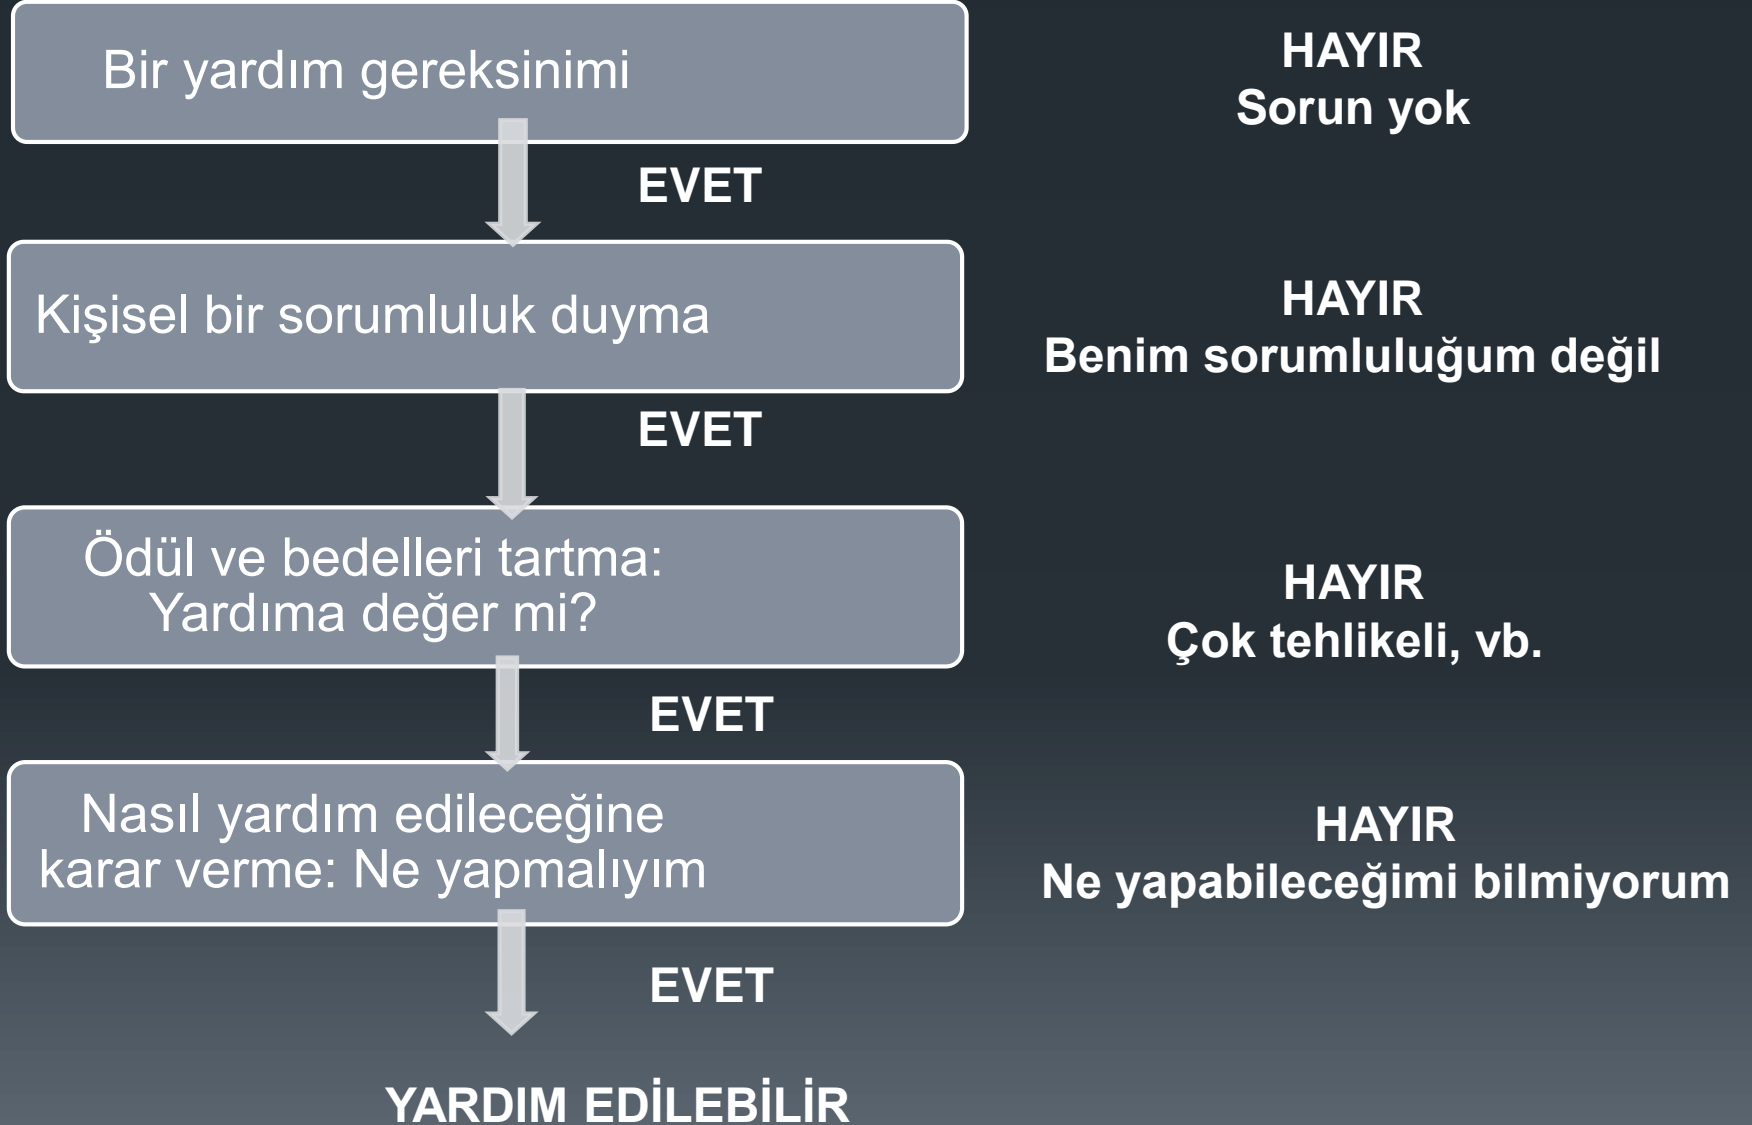 Bir yardım gereksinimi
HAYIR
Sorun yok
EVET
Kişisel bir sorumluluk duyma
HAYIR
Benim sorumluluğum değil
EVET
Ödül ve bedelleri tartma:
Yardıma değer mi?
HAYIR
Çok tehlikeli, vb.
EVET
Nasıl yardım edileceğine
karar verme: Ne yapmalıyım
HAYIR
Ne yapabileceğimi bilmiyorum
EVET
YARDIM EDİLEBİLİR